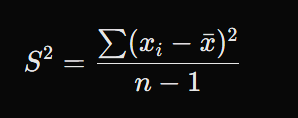 S² = ∑(xᵢ − x̄)² / n − 1